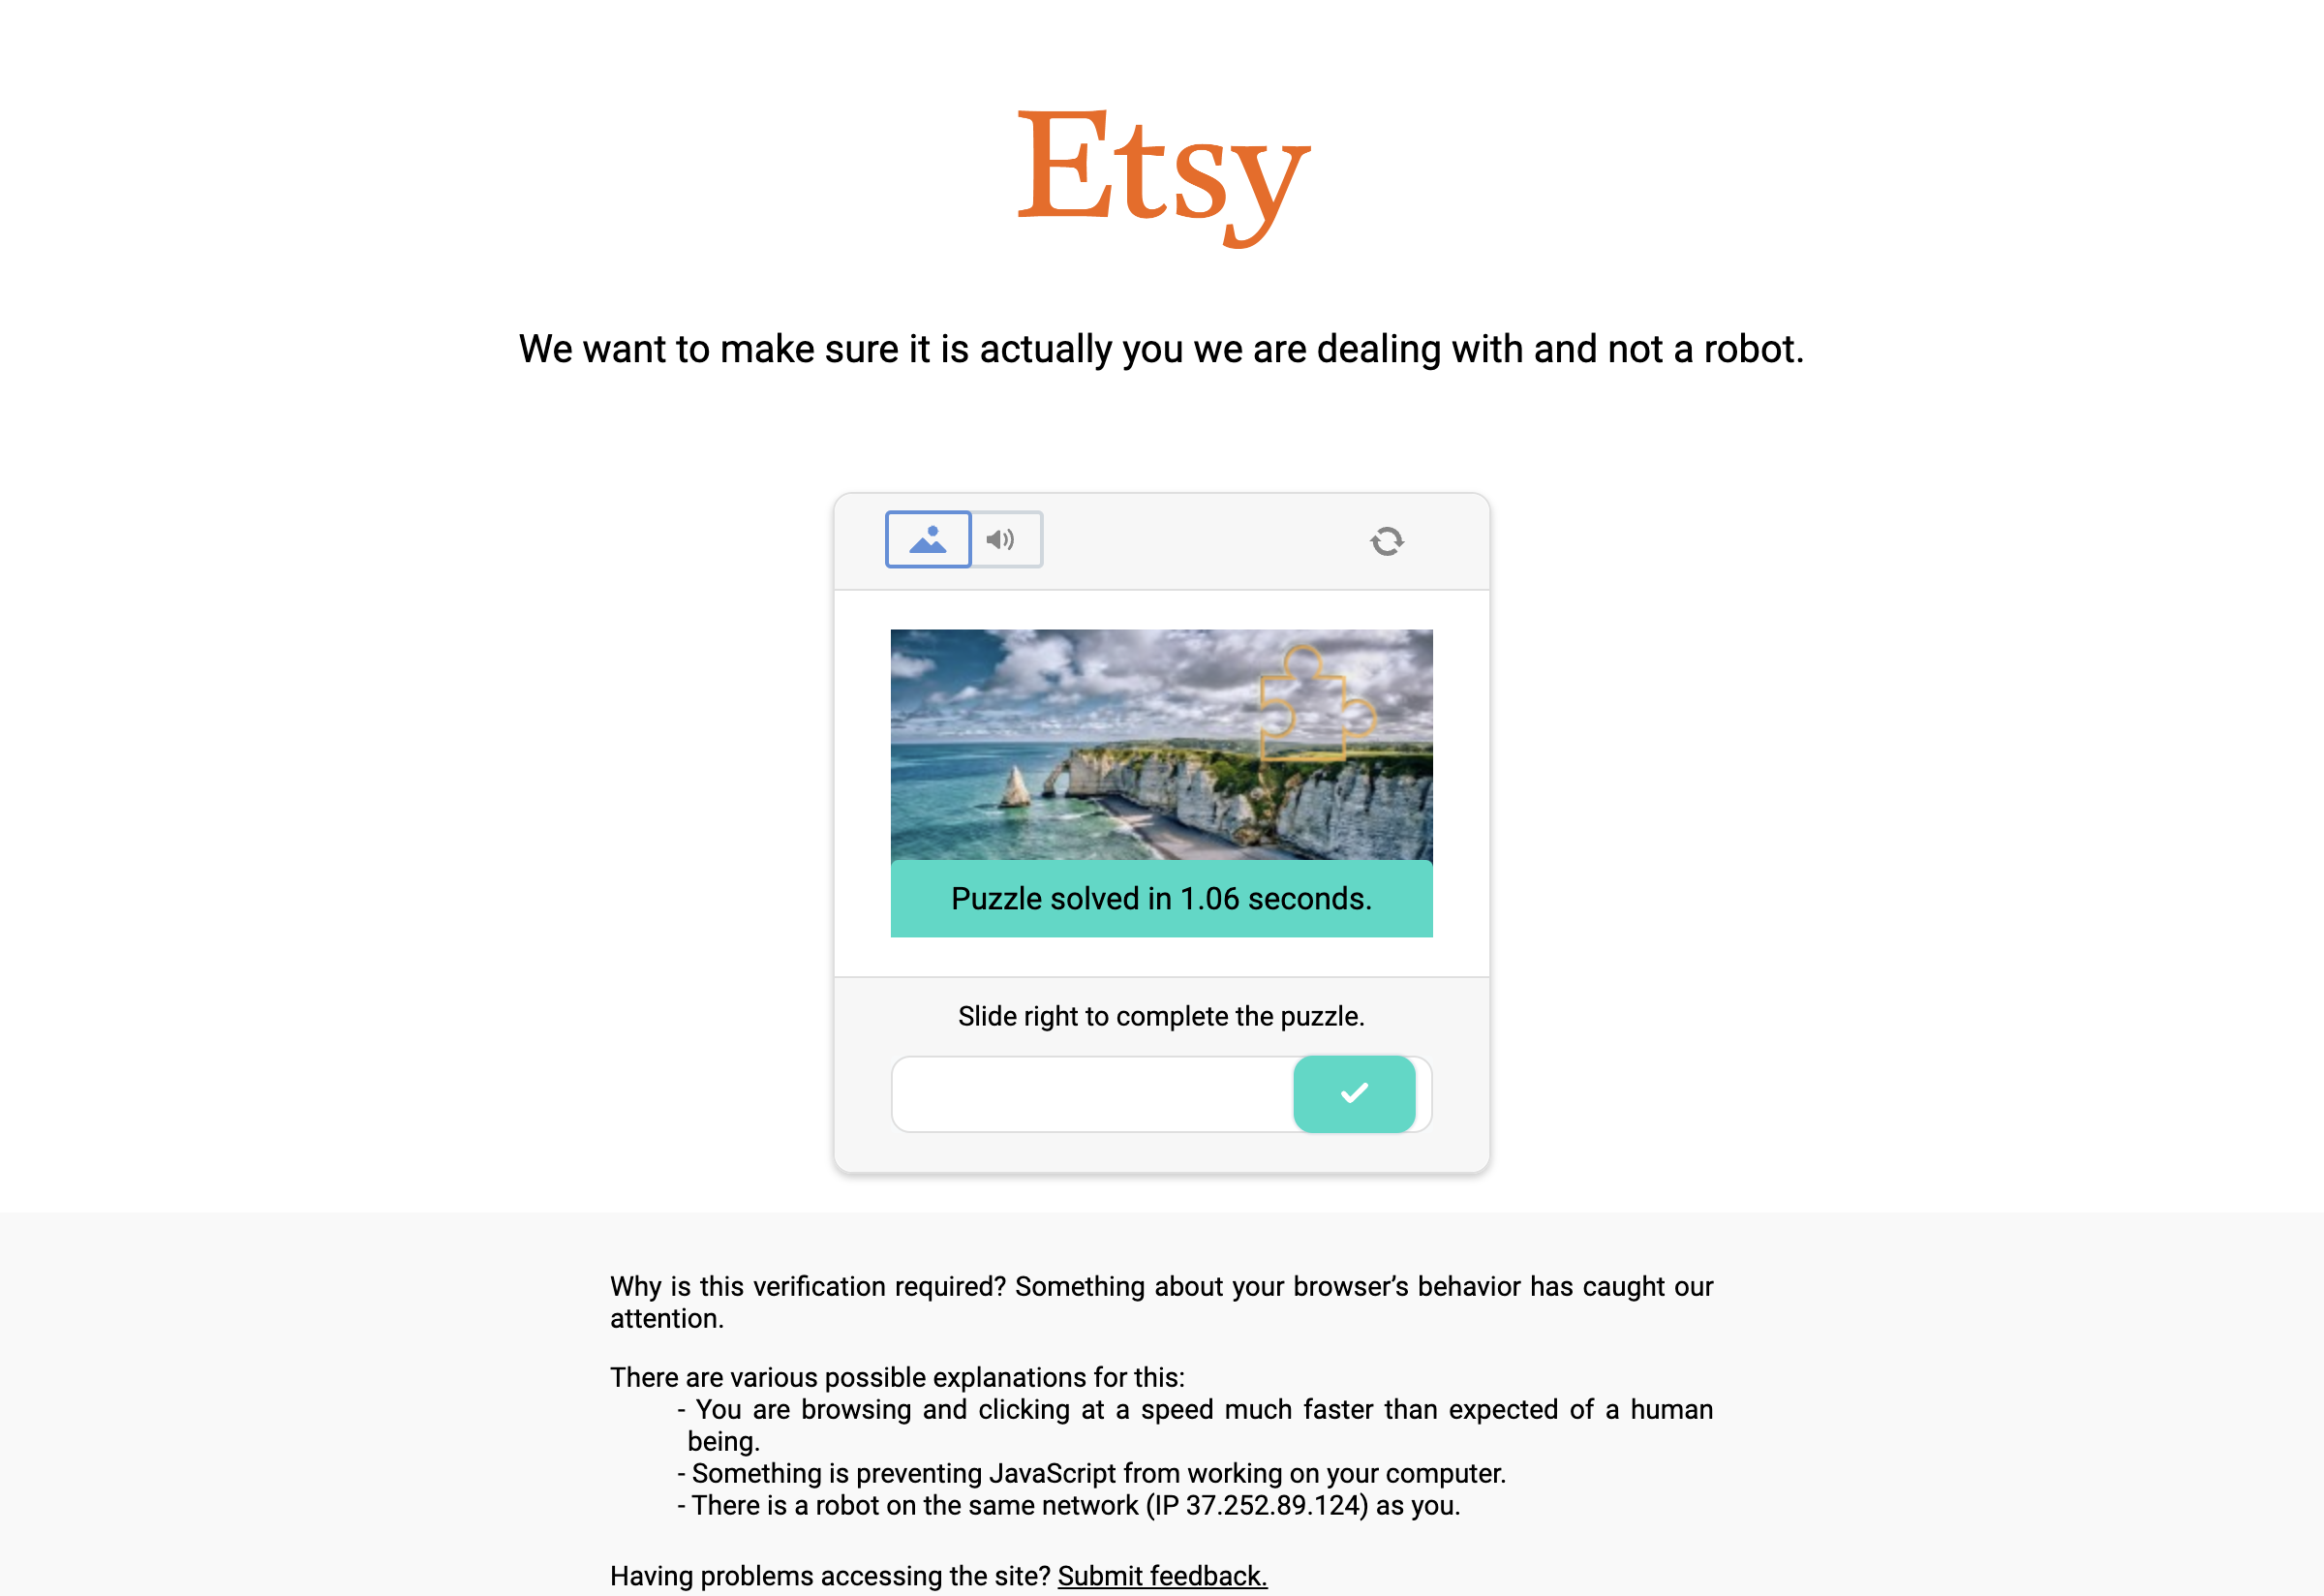 Etsy
We want to make sure it is actually you we are dealing with and not a robot.
Puzzle solved in 1.06 seconds.
Slide right to complete the puzzle.
Why is this verification required? Something about your browser’s behavior has caught our
attention.
There are various possible explanations for this:
- You are browsing and clicking at a speed much faster than expected of a human
being.
- Something is preventing JavaScript from working on your computer.
- There is a robot on the same network (IP 37.252.89.124) as you.
Having problems accessing the site? Submit feedback.